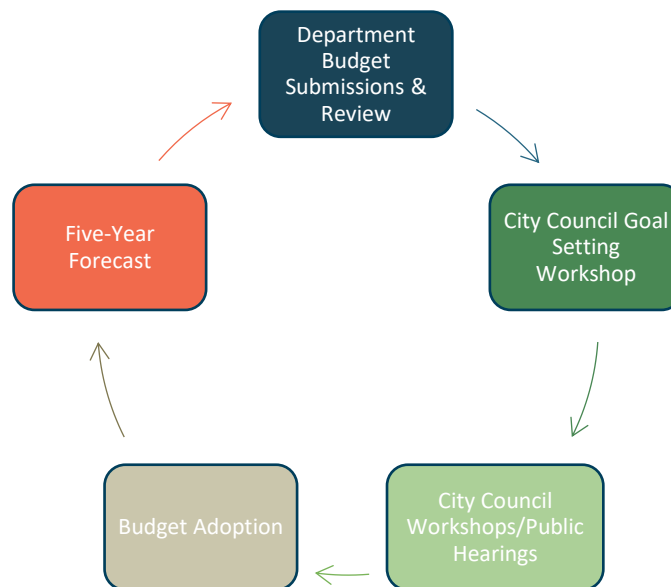 Department
Budget
Submissions &
Review
City Council Goal
Setting
Workshop
City Council
Workshops/Public
Hearings
Budget Adoption
Five-Year
Forecast